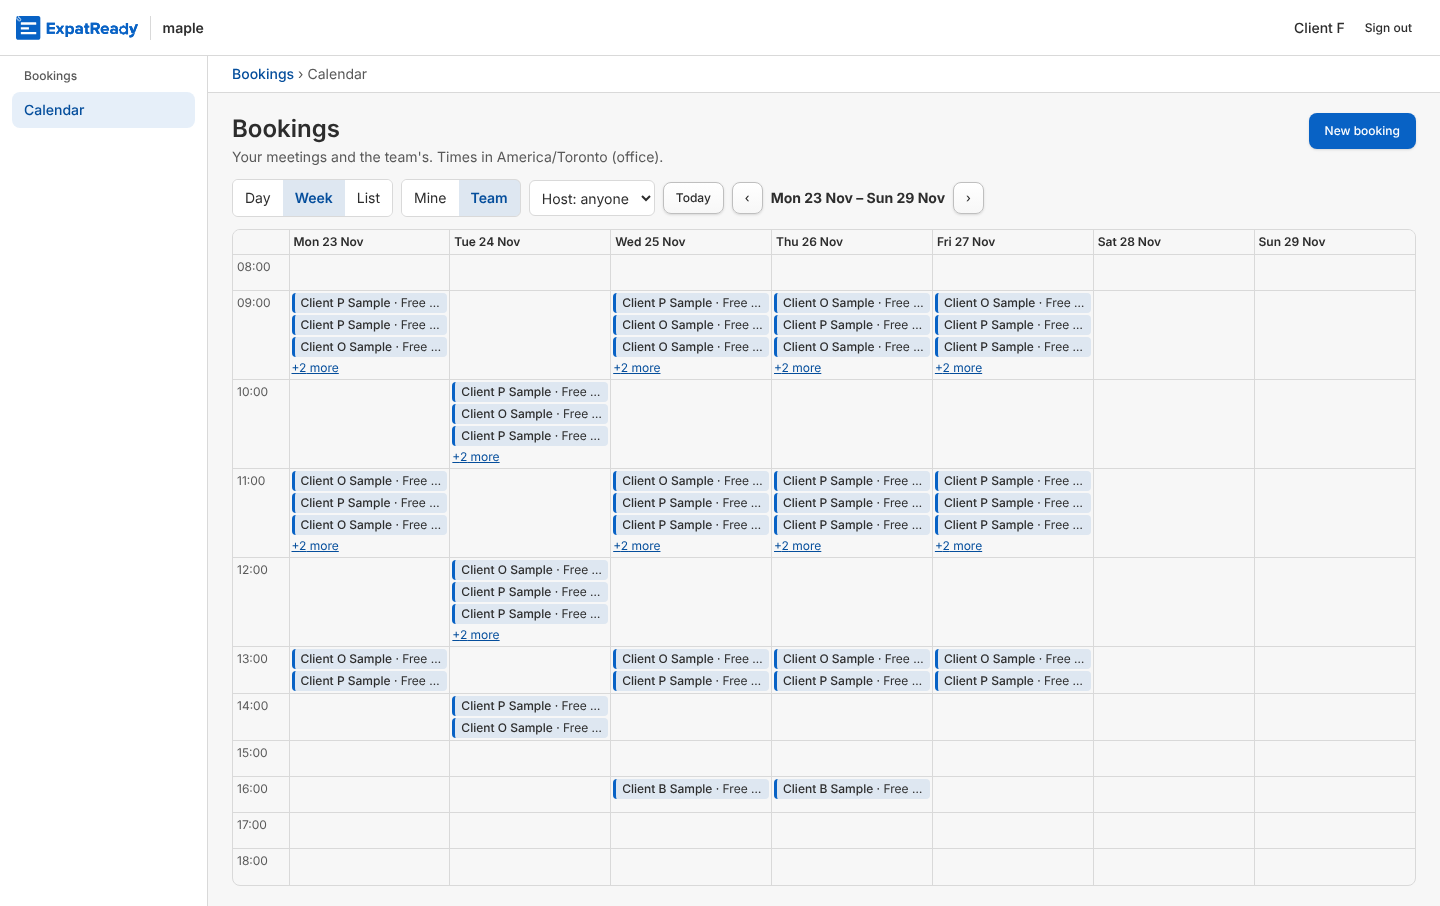 ExpatReady maple Client F Sign out
Bookings
Calendar
Bookings › Calendar
Bookings
New booking
Your meetings and the team's. Times in America/Toronto (office).
Day Week List Mine Team Host: anyone Today ‹ Mon 23 Nov – Sun 29 Nov ›
Mon 23 Nov Tue 24 Nov Wed 25 Nov Thu 26 Nov Fri 27 Nov Sat 28 Nov Sun 29 Nov
08:00
09:00
Client P Sample · Free ... Client P Sample · Free ... Client O Sample · Free ... Client O Sample · Free ...
Client P Sample · Free ... Client O Sample · Free ... Client P Sample · Free ... Client P Sample · Free ...
Client O Sample · Free ... Client O Sample · Free ... Client O Sample · Free ... Client P Sample · Free ...
+2 more +2 more +2 more +2 more
10:00
Client P Sample · Free ...
Client O Sample · Free ...
Client P Sample · Free ...
+2 more
11:00
Client O Sample · Free ... Client O Sample · Free ... Client P Sample · Free ... Client P Sample · Free ...
Client P Sample · Free ... Client P Sample · Free ... Client P Sample · Free ... Client P Sample · Free ...
Client O Sample · Free ... Client P Sample · Free ... Client P Sample · Free ... Client P Sample · Free ...
+2 more +2 more +2 more +2 more
12:00
Client O Sample · Free ...
Client P Sample · Free ...
Client P Sample · Free ...
+2 more
13:00
Client O Sample · Free ... Client O Sample · Free ... Client O Sample · Free ... Client O Sample · Free ...
Client P Sample · Free ... Client P Sample · Free ... Client P Sample · Free ... Client P Sample · Free ...
14:00
Client P Sample · Free ...
Client O Sample · Free ...
15:00
16:00
Client B Sample · Free ... Client B Sample · Free ...
17:00
18:00